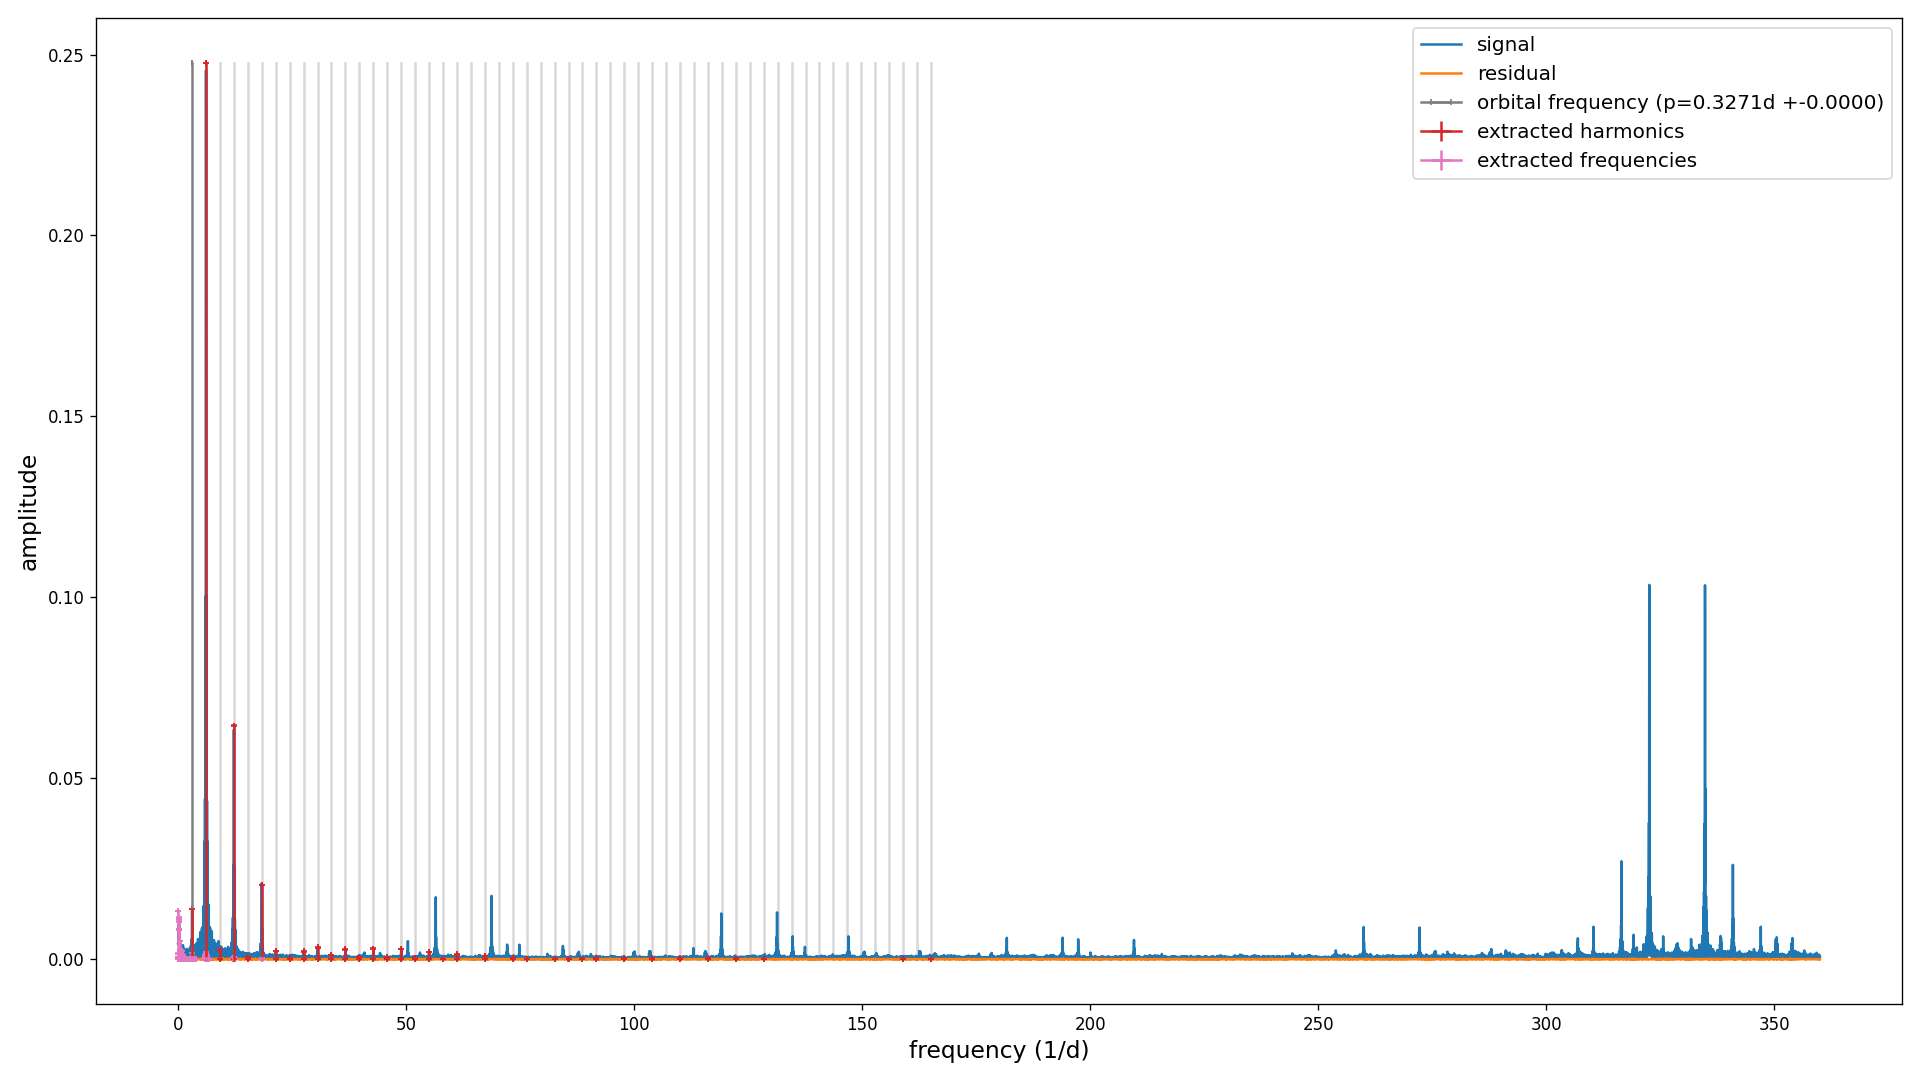 signal
residual
orbital frequency (p=0.3271d +-0.0000)
extracted harmonics
extracted frequencies
0.25
0.20
0.15
0.10
0.05
0.00
amplitude
0 50 100 150 200 250 300 350
frequency (1/d)